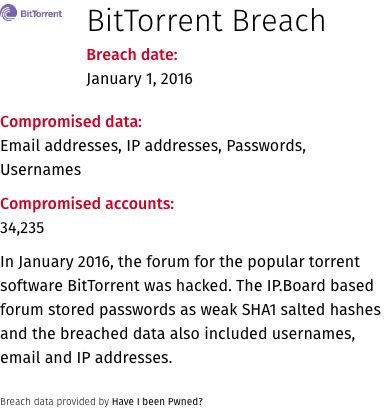 BitTorrent
BitTorrent Breach
Breach date:
January 1, 2016
Compromised data:
Email addresses, IP addresses, Passwords,
Usernames
Compromised accounts:
34,235
In January 2016, the forum for the popular torrent
software BitTorrent was hacked. The IP.Board based
forum stored passwords as weak SHA1 salted hashes
and the breached data also included usernames,
email and IP addresses.
Breach data provided by Have I been Pwned?